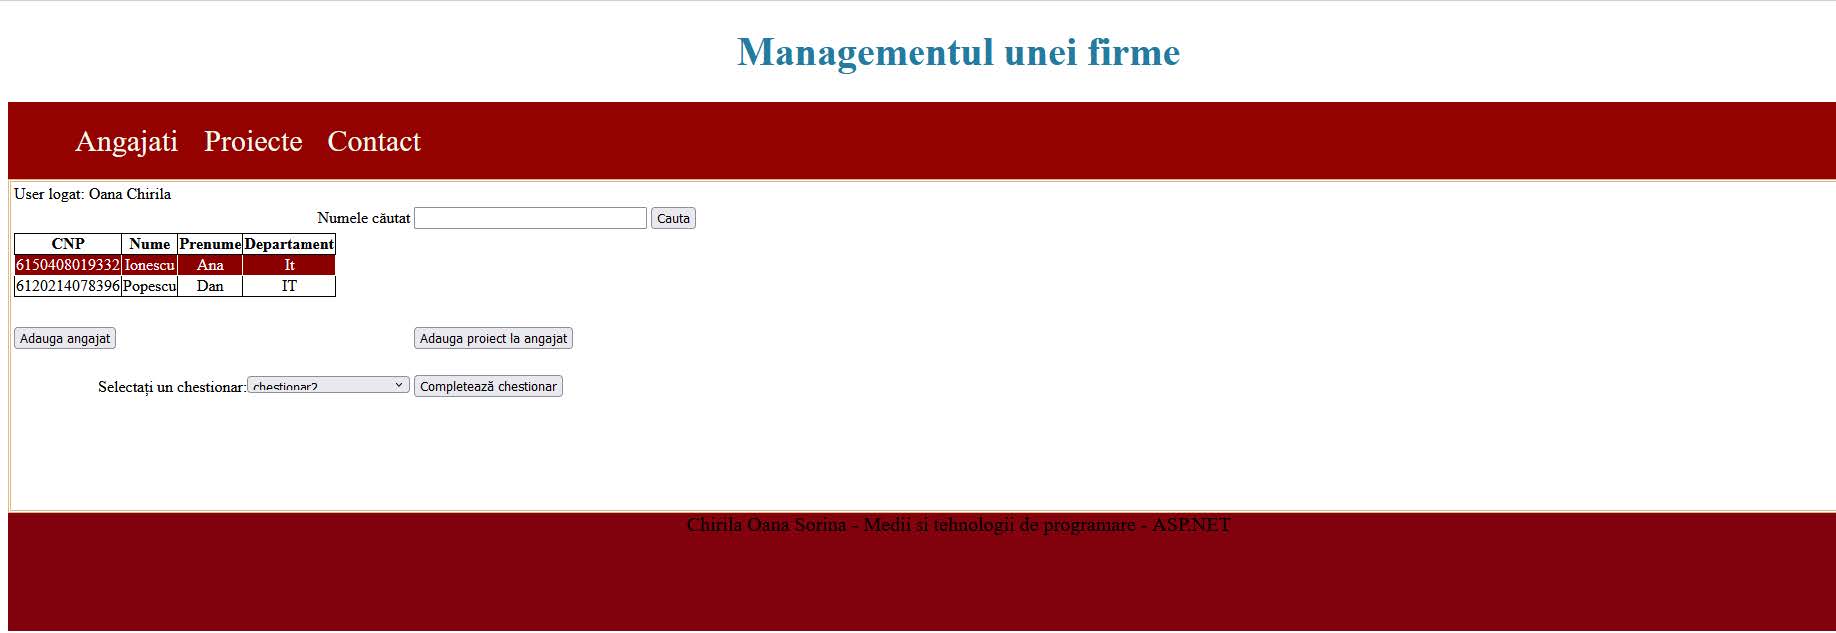 Managementul unei firme
Angajati Proiecte Contact
User logat: Oana Chirila
Numele căutat Cauta
CNP Nume Prenume Departament
6150408019332 Ionescu Ana It
6120214078396 Popescu Dan IT
Adauga angajat Adauga proiect la angajat
Selectați un chestionar: chestionar2 Completează chestionar
Chirila Oana Sorina - Medii si tehnologii de programare - ASP.NET